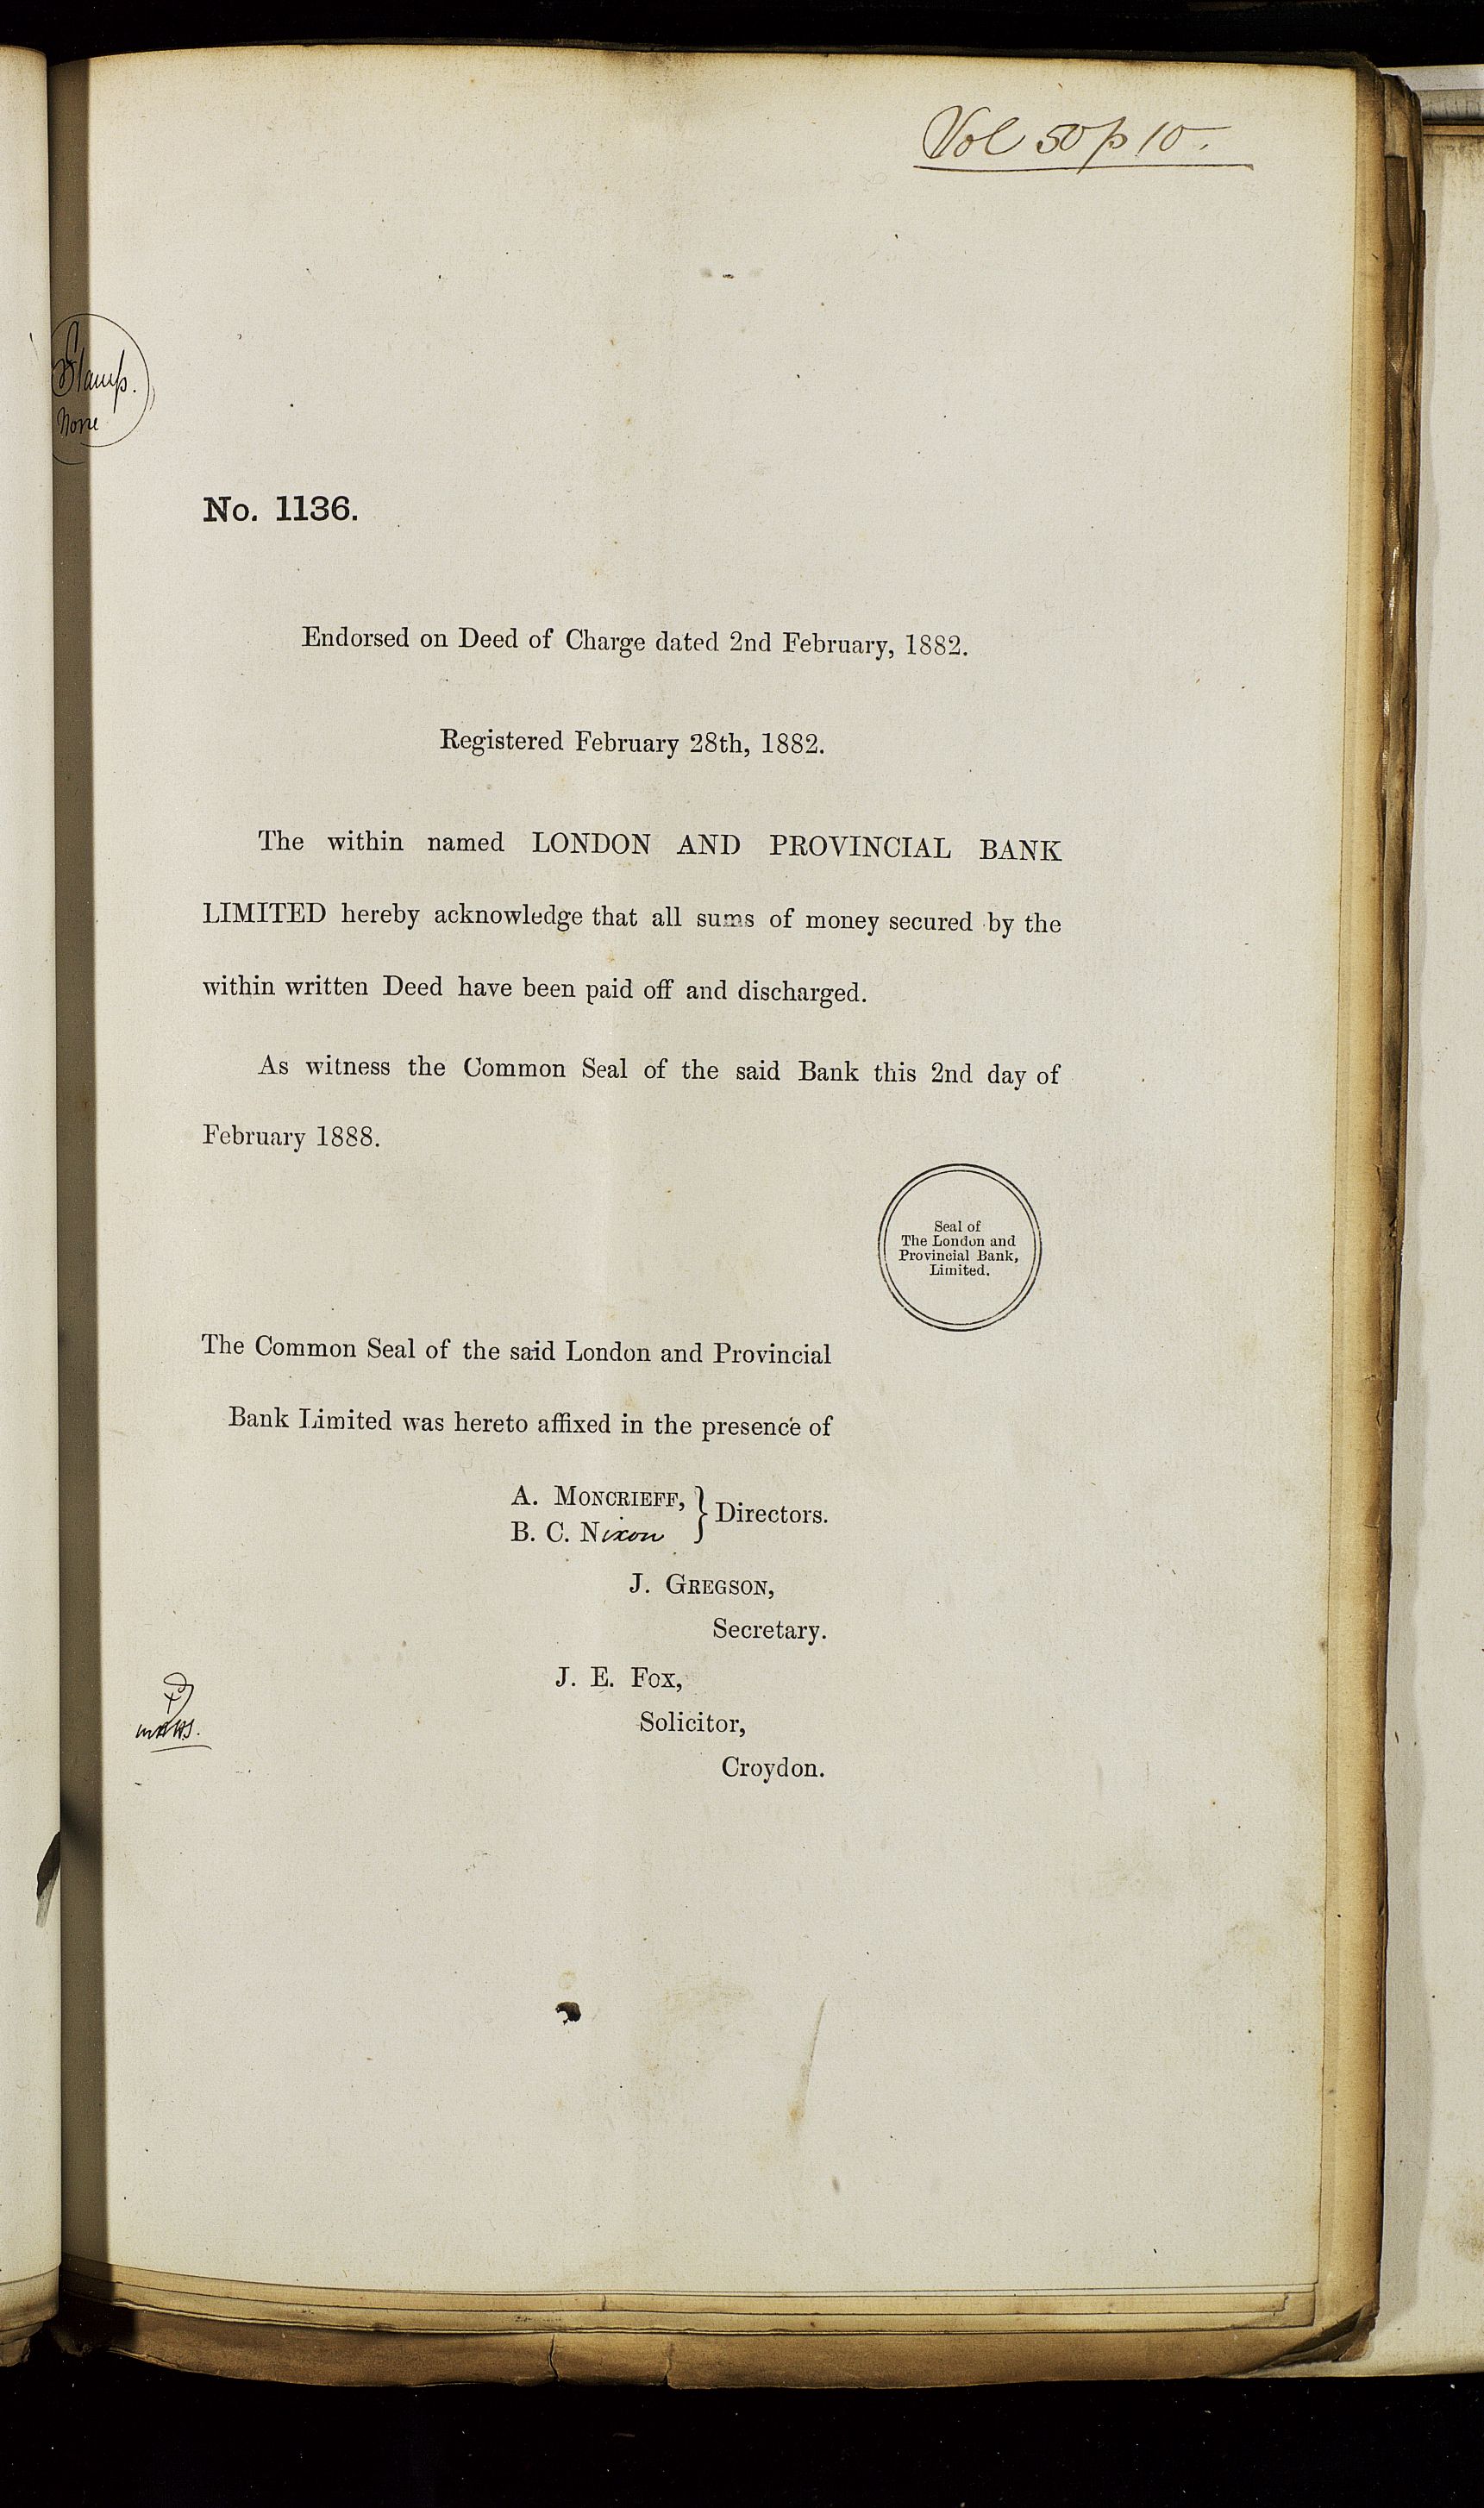 Vol 50 p 10.
Stamp.
None
No. 1136.
Endorsed on Deed of Charge dated 2nd February, 1882.
Registered February 28th, 1882.
The within named LONDON AND PROVINCIAL BANK
LIMITED hereby acknowledge that all sums of money secured by the
within written Deed have been paid off and discharged.
As witness the Common Seal of the said Bank this 2nd day of
February 1888.
Seal of
The London and
Provincial Bank,
Limited.
The Common Seal of the said London and Provincial
Bank Limited was hereto affixed in the presence of
A. MONCRIEFF,
B. C. Nixon
} Directors.
J. GREGSON,
Secretary.
J. E. FOX,
Solicitor,
Croydon.